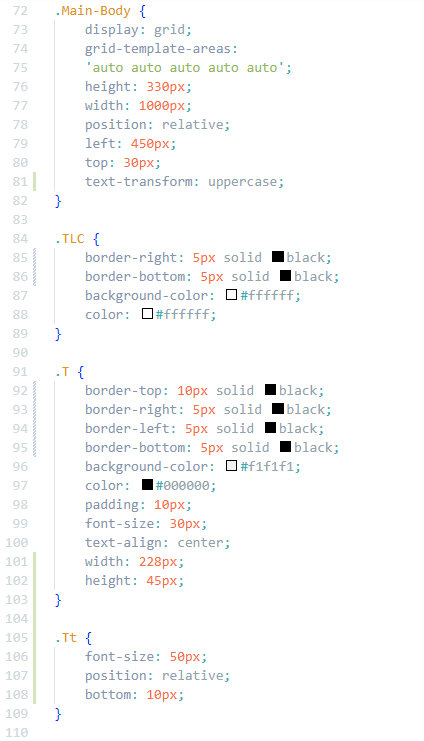 72 .Main-Body {
73 display: grid;
74 grid-template-areas:
75 'auto auto auto auto auto';
76 height: 330px;
77 width: 1000px;
78 position: relative;
79 left: 450px;
80 top: 30px;
81 text-transform: uppercase;
82 }
83
84 .TLC {
85 border-right: 5px solid black;
86 border-bottom: 5px solid black;
87 background-color: #ffffff;
88 color: #ffffff;
89 }
90
91 .T {
92 border-top: 10px solid black;
93 border-right: 5px solid black;
94 border-left: 5px solid black;
95 border-bottom: 5px solid black;
96 background-color: #f1f1f1;
97 color: #000000;
98 padding: 10px;
99 font-size: 30px;
100 text-align: center;
101 width: 228px;
102 height: 45px;
103 }
104
105 .Tt {
106 font-size: 50px;
107 position: relative;
108 bottom: 10px;
109 }
110